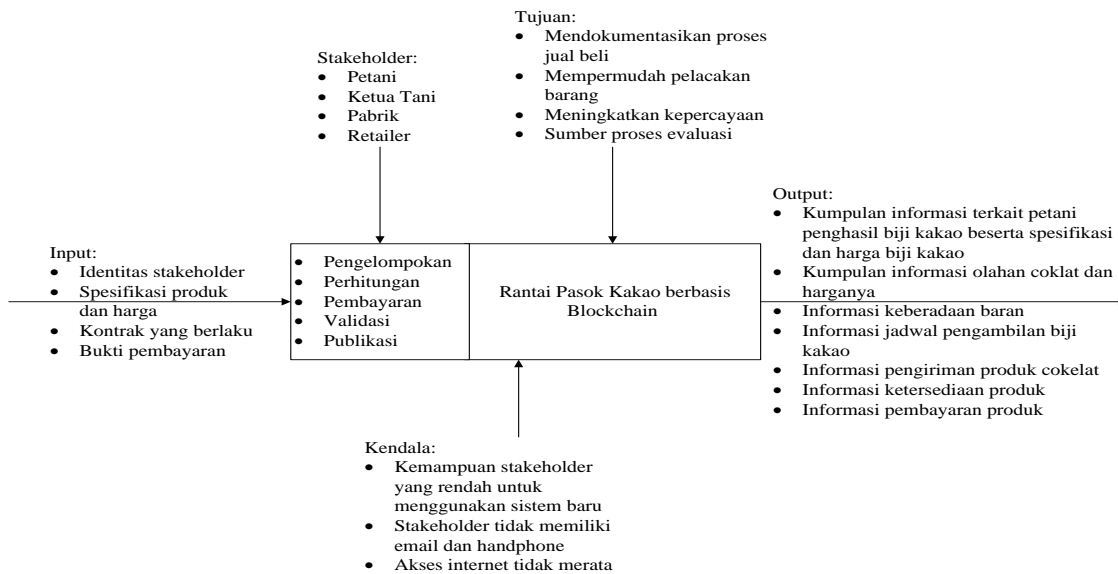 Tujuan:
• Mendokumentasikan proses
jual beli
• Mempermudah pelacakan
barang
• Meningkatkan kepercayaan
• Sumber proses evaluasi
Stakeholder:
• Petani
• Ketua Tani
• Pabrik
• Retailer
Input:
• Identitas stakeholder
• Spesifikasi produk
dan harga
• Kontrak yang berlaku
• Bukti pembayaran
• Pengelompokan
• Perhitungan
• Pembayaran
• Validasi
• Publikasi
Rantai Pasok Kakao berbasis
Blockchain
Output:
• Kumpulan informasi terkait petani
penghasil biji kakao beserta spesifikasi
dan harga biji kakao
• Kumpulan informasi olahan coklat dan
harganya
• Informasi keberadaan baran
• Informasi jadwal pengambilan biji
kakao
• Informasi pengiriman produk cokelat
• Informasi ketersediaan produk
• Informasi pembayaran produk
Kendala:
• Kemampuan stakeholder
yang rendah untuk
menggunakan sistem baru
• Stakeholder tidak memiliki
email dan handphone
• Akses internet tidak merata